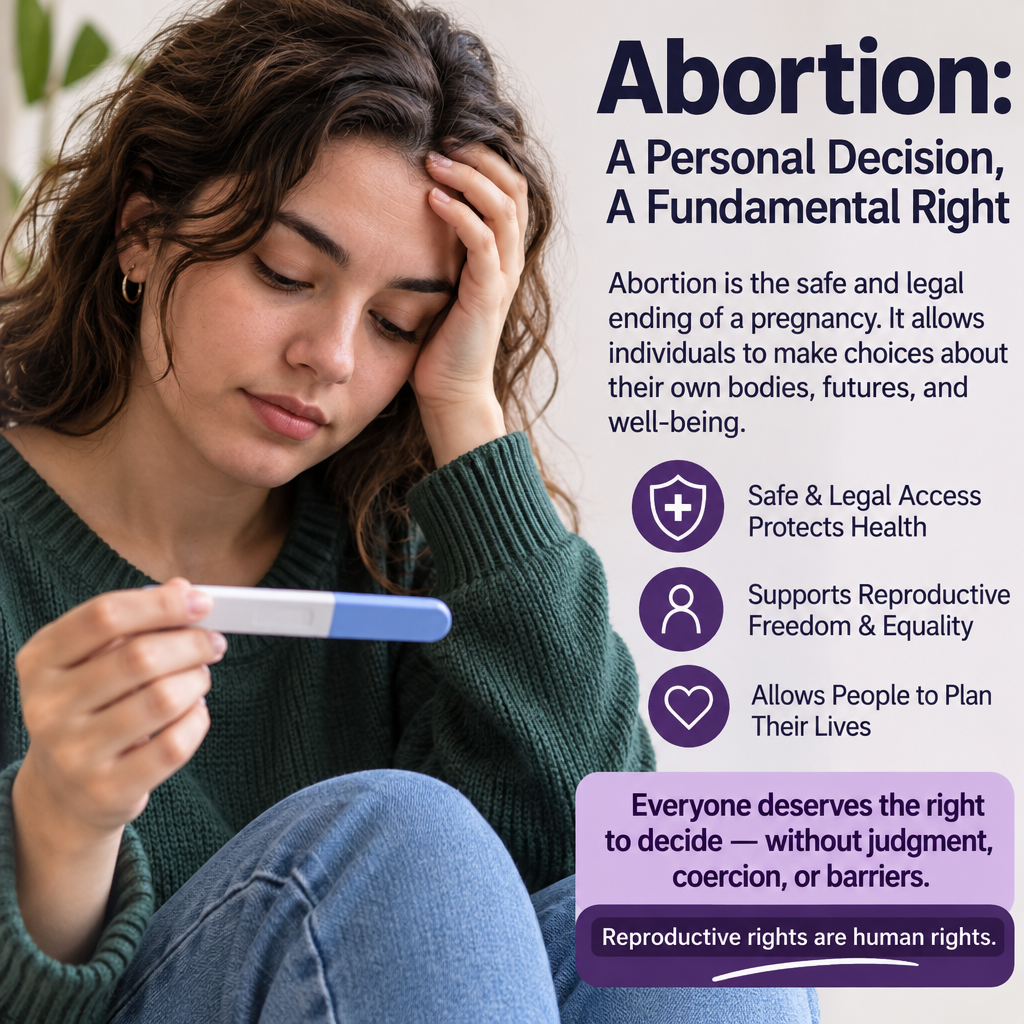 Abortion:
A Personal Decision,
A Fundamental Right
Abortion is the safe and legal
ending of a pregnancy. It allows
individuals to make choices about
their own bodies, futures, and
well-being.
Safe & Legal Access
Protects Health
Supports Reproductive
Freedom & Equality
Allows People to Plan
Their Lives
Everyone deserves the right
to decide — without judgment,
coercion, or barriers.
Reproductive rights are human rights.